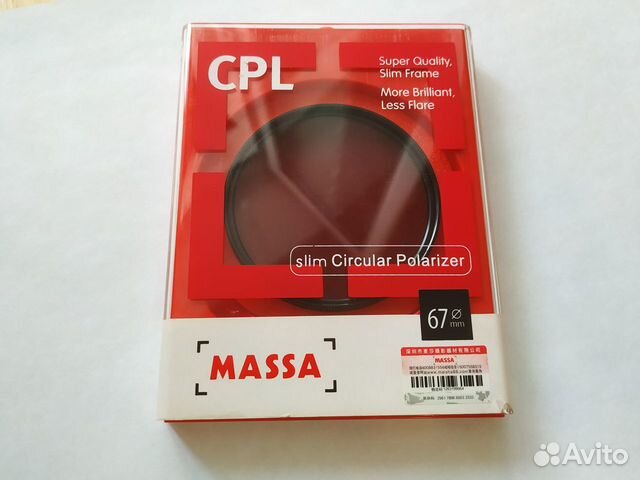 CPL
Super Quality,
Slim Frame
More Brilliant,
Less Flare
slim Circular Polarizer
67 Ø
mm
MASSA
MASSA
Avito